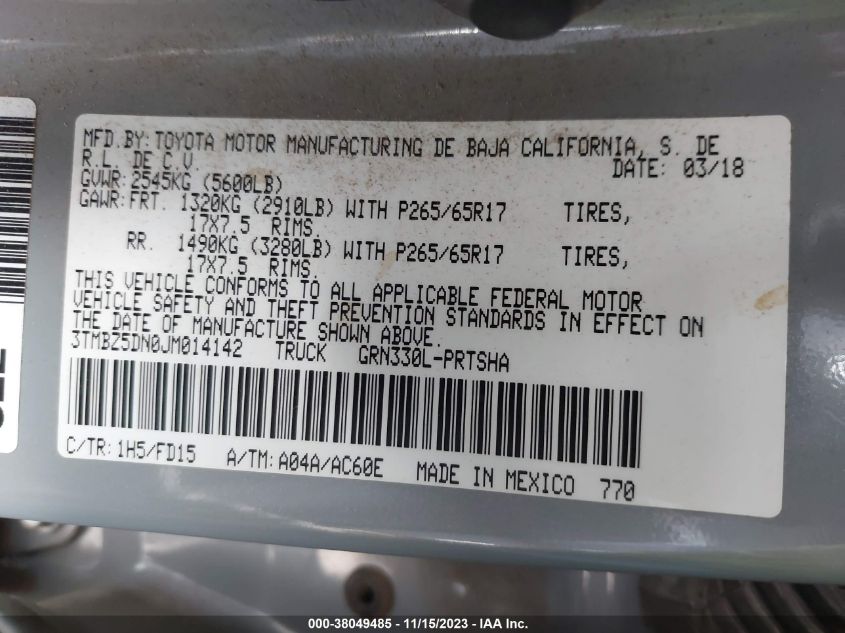 MFD.BY:TOYOTA MOTOR MANUFACTURING DE BAJA CALIFORNIA, S. DE
R.L. DE C.V. DATE: 03/18
GVWR:2545KG (5600LB)
GAWR:FRT. 1320KG (2910LB) WITH P265/65R17 TIRES,
17X7.5 RIMS.
RR. 1490KG (3280LB) WITH P265/65R17 TIRES,
17X7.5 RIMS.
THIS VEHICLE CONFORMS TO ALL APPLICABLE FEDERAL MOTOR
VEHICLE SAFETY AND THEFT PREVENTION STANDARDS IN EFFECT ON
THE DATE OF MANUFACTURE SHOWN ABOVE.
3TMBZ5DN0JM014142 TRUCK GRN330L-PRTSHA
C/TR:1H5/FD15 A/TM:A04A/AC60E MADE IN MEXICO 770
000-38049485 - 11/15/2023 - IAA Inc.